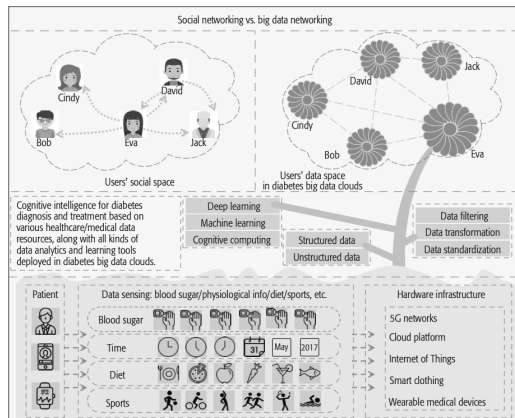 Social networking vs. big data networking
Cindy
David
Bob
Eva
Jack
Users' social space
David
Jack
Cindy
Bob
Eva
Users' data space
in diabetes big data clouds
Cognitive intelligence for diabetes
diagnosis and treatment based on
various healthcare/medical data
resources, along with all kinds of
data analytics and learning tools
deployed in diabetes big data clouds.
Deep learning
Machine learning
Cognitive computing
Structured data
Unstructured data
Data filtering
Data transformation
Data standardization
Patient
Data sensing: blood sugar/physiological info/diet/sports, etc.
Blood sugar
Time
31
May
2017
Diet
Sports
Hardware infrastructure
5G networks
Cloud platform
Internet of Things
Smart clothing
Wearable medical devices